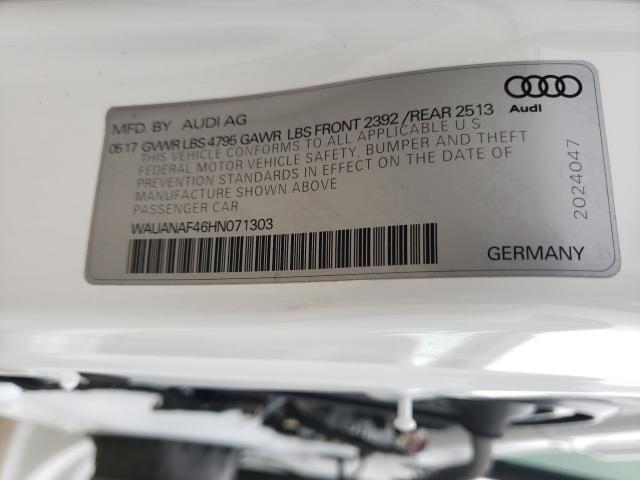 MFD. BY AUDI AG
Audi
05 17 GVWR LBS 4795 GAWR LBS FRONT 2392 /REAR 2513
THIS VEHICLE CONFORMS TO ALL APPLICABLE U.S.
FEDERAL MOTOR VEHICLE SAFETY, BUMPER AND THEFT
PREVENTION STANDARDS IN EFFECT ON THE DATE OF
MANUFACTURE SHOWN ABOVE
PASSENGER CAR
WAUANAF46HN071303
2024047
GERMANY